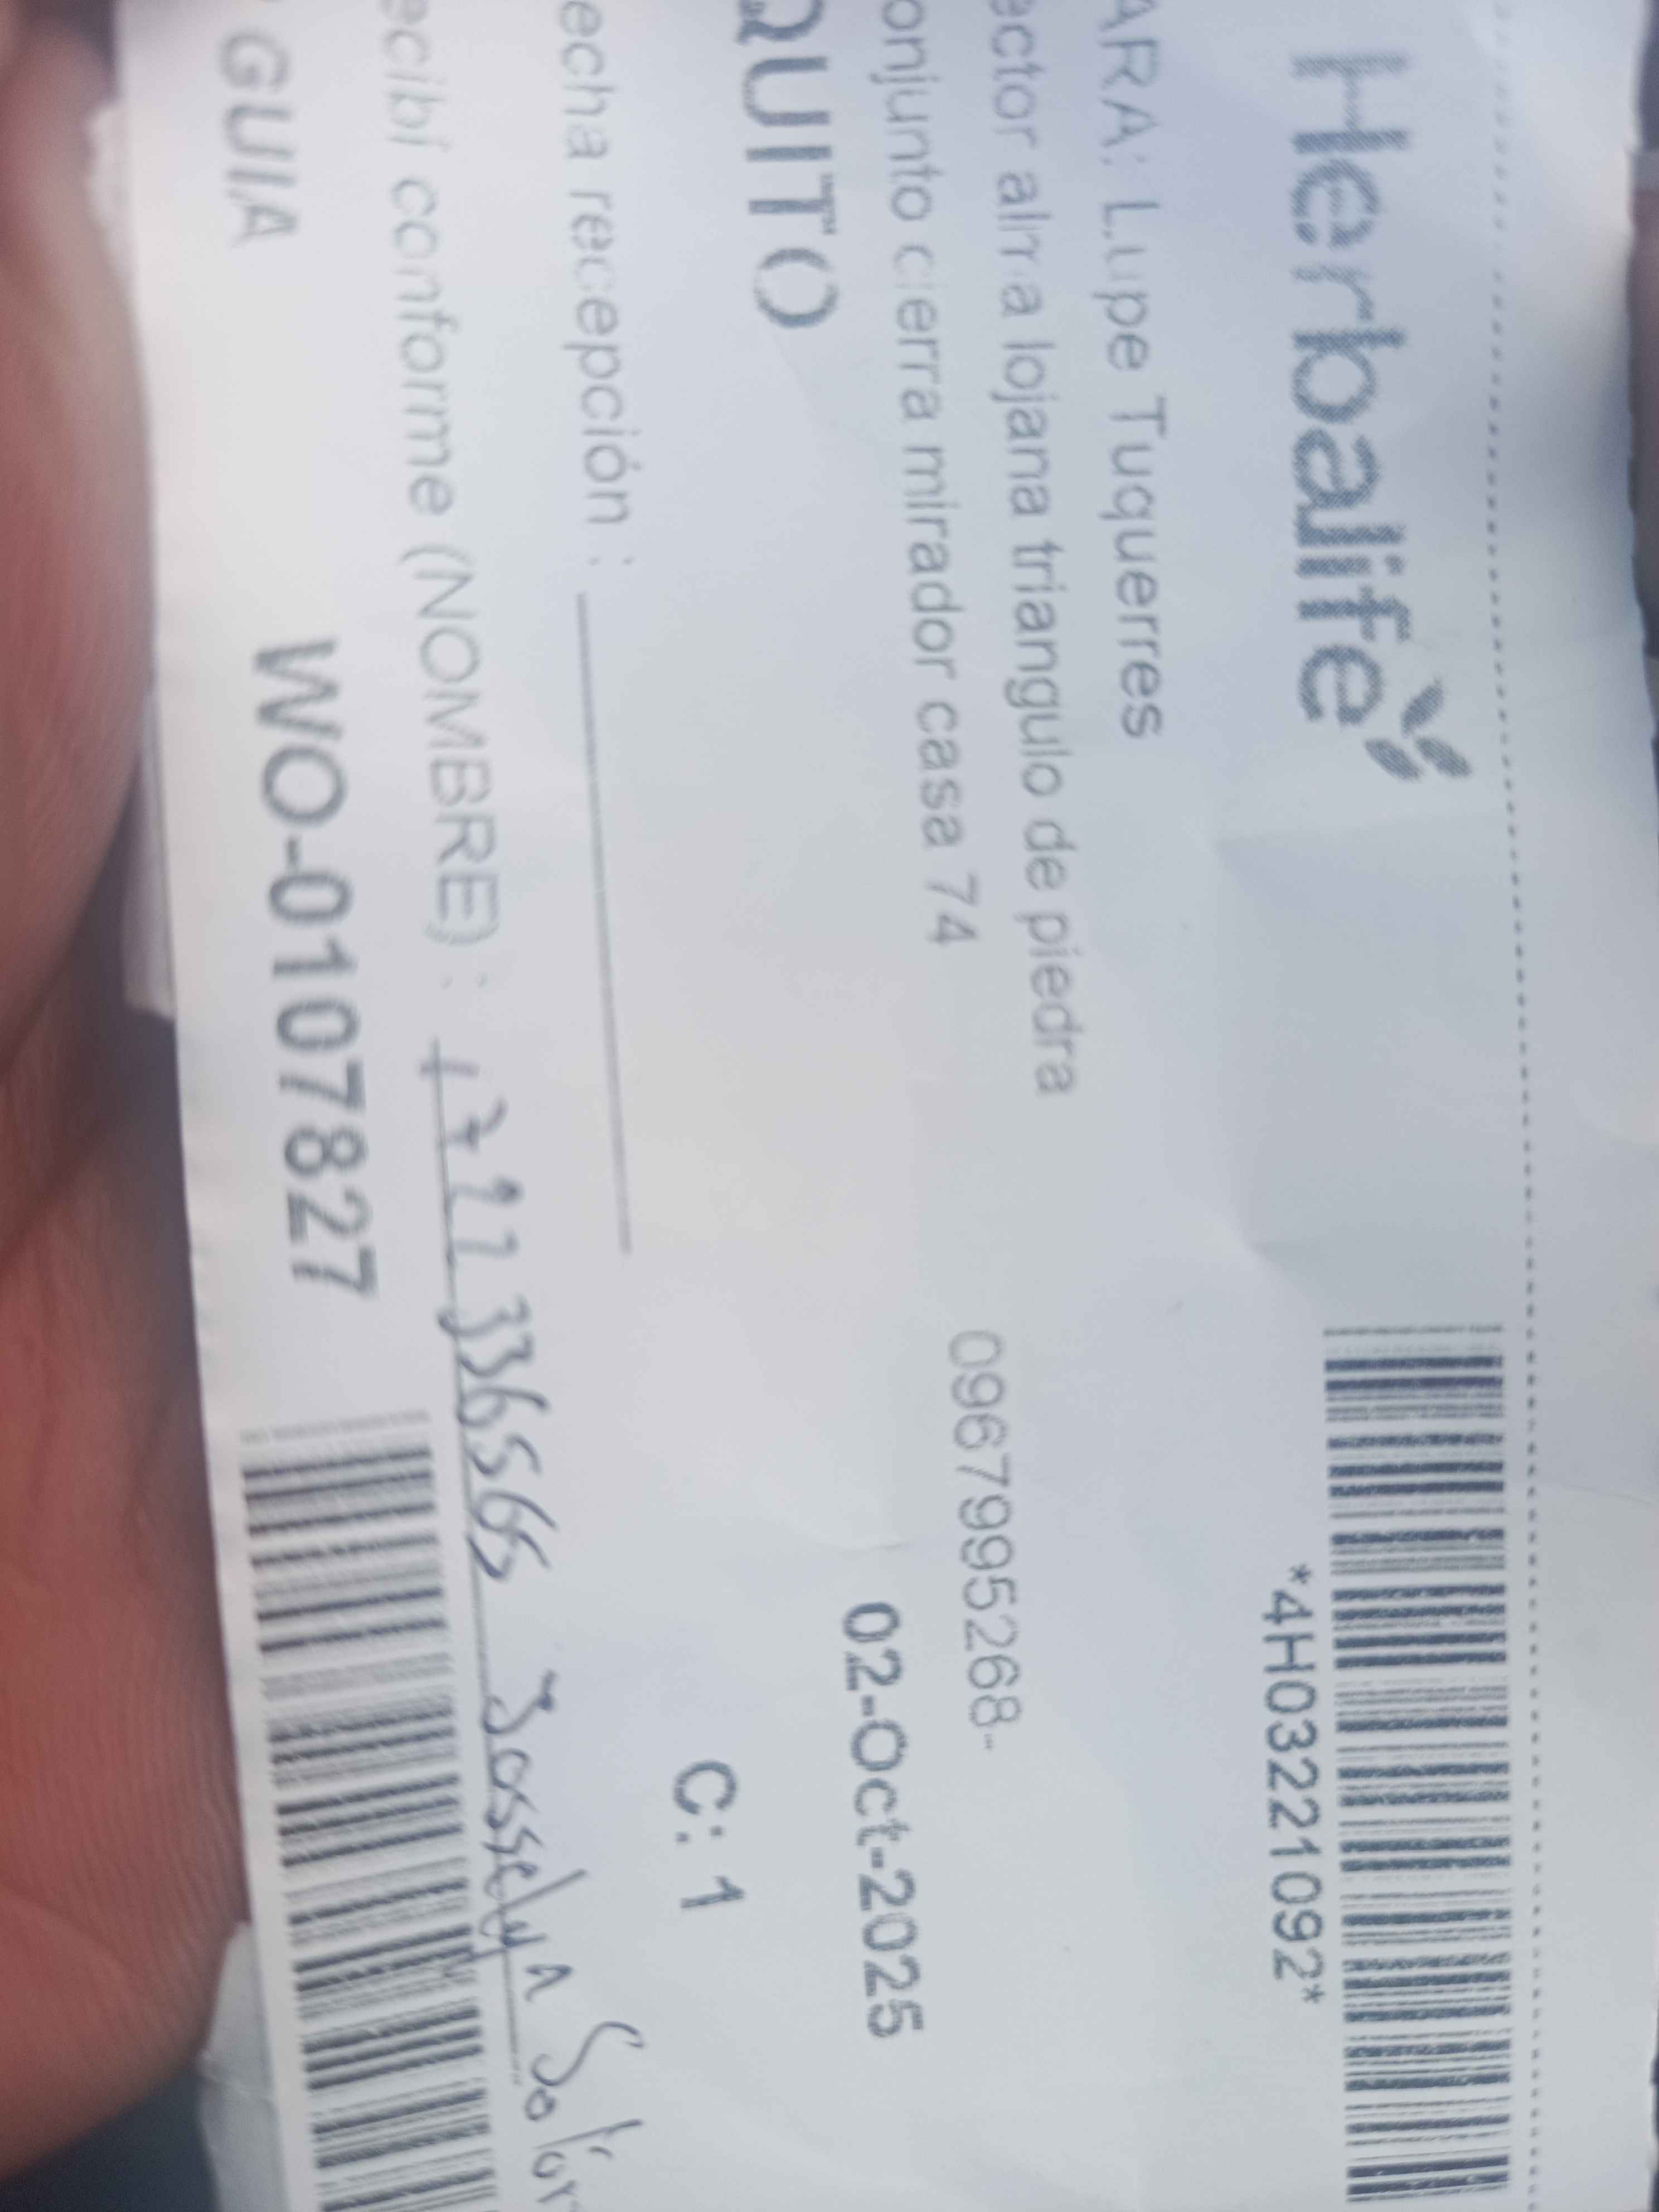 Herbalife
*4H03221092*
ARA: Lupe Tuquerres
ector alma lojana triangulo de piedra
onjunto cierra mirador casa 74
0967995268-
QUITO
02-Oct-2025
C: 1
echa recepción :
ecibí conforme (NOMBRE) : Josselyn
GUIA WO-0107827